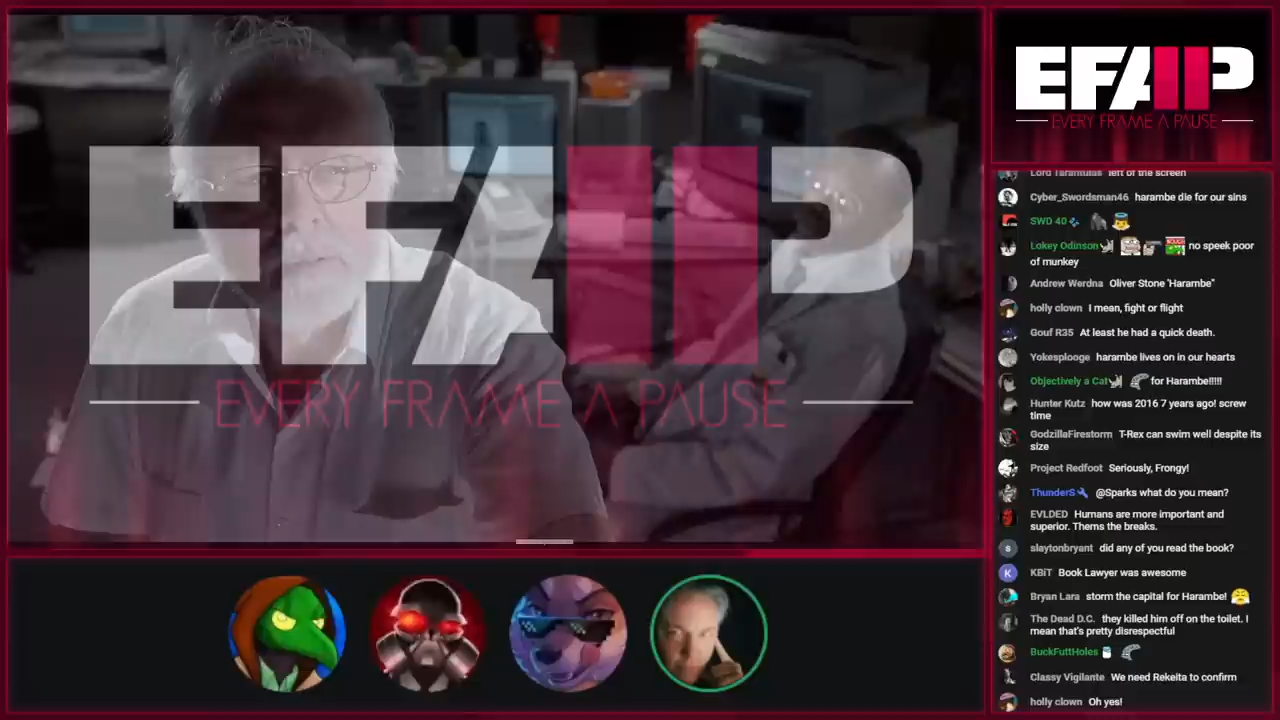 EFAP
EVERY FRAME A PAUSE
EFAP
EVERY FRAME A PAUSE
Lord Tarantulas left of the screen
Cyber_Swordsman46 harambe die for our sins
SWD 40
Lokey Odinson no speek poor
of munkey
Andrew Werdna Oliver Stone "Harambe"
holly clown I mean, fight or flight
Gouf R35 At least he had a quick death.
Yokesplooge harambe lives on in our hearts
Objectively a Cat for Harambe!!!!!
Hunter Kutz how was 2016 7 years ago! screw
time
GodzillaFirestorm T-Rex can swim well despite its
size
Project Redfoot Seriously, Frongy!
ThunderS @Sparks what do you mean?
EVLDED Humans are more important and
superior. Thems the breaks.
s slaytonbryant did any of you read the book?
K KBiT Book Lawyer was awesome
Bryan Lara storm the capital for Harambe!
The Dead D.C. they killed him off on the toilet. I
mean that's pretty disrespectful
BuckFuttHoles
Classy Vigilante We need Rekeita to confirm
holly clown Oh yes!